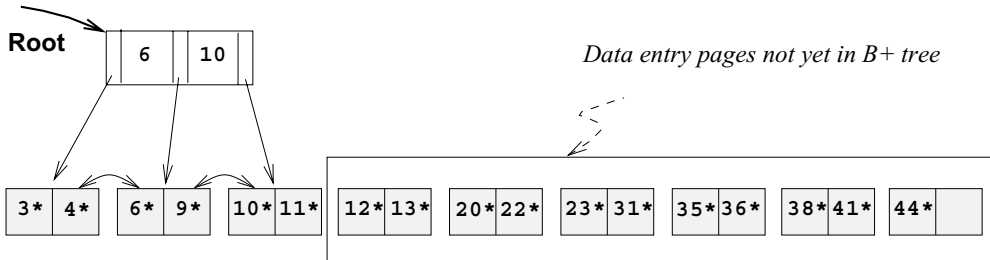 Root
6 10
Data entry pages not yet in B+ tree
3* 4* 6* 9* 10* 11* 12* 13* 20* 22* 23* 31* 35* 36* 38* 41* 44*